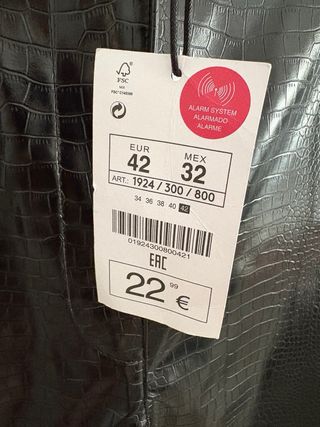 FSC
MIX
ALARM SYSTEM
ALARMADO
ALARME
EUR
42
MEX
32
ART.: 1924 / 300 / 800
34 36 38 40 42
01924300800421
EAC
22 99 €